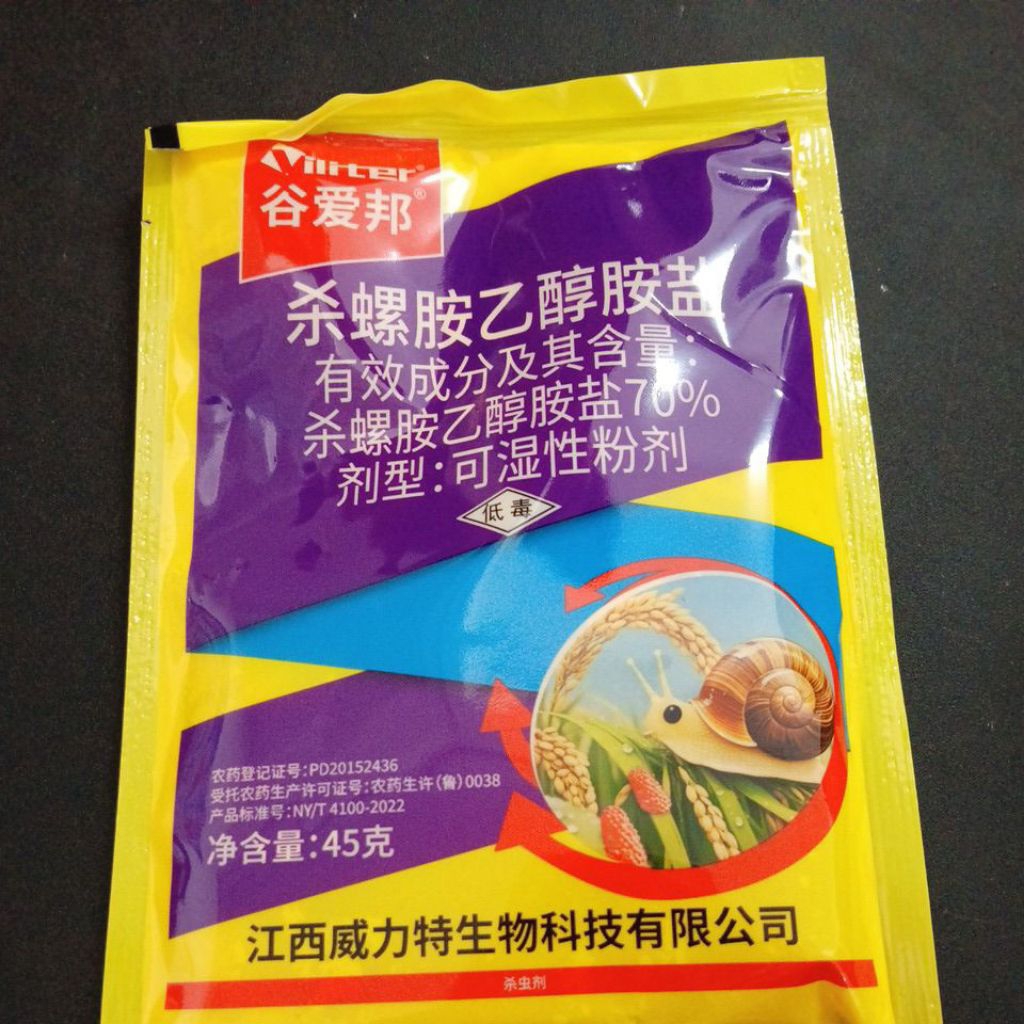 Vilrter®
谷爱邦®
杀螺胺乙醇胺盐
有效成分及其含量：
杀螺胺乙醇胺盐70%
剂型：可湿性粉剂
低毒
农药登记证号：PD20152436
受托农药生产许可证号：农药生许（鲁）0038
产品标准号：NY/T 4100-2022
净含量：45克
江西威力特生物科技有限公司
杀虫剂